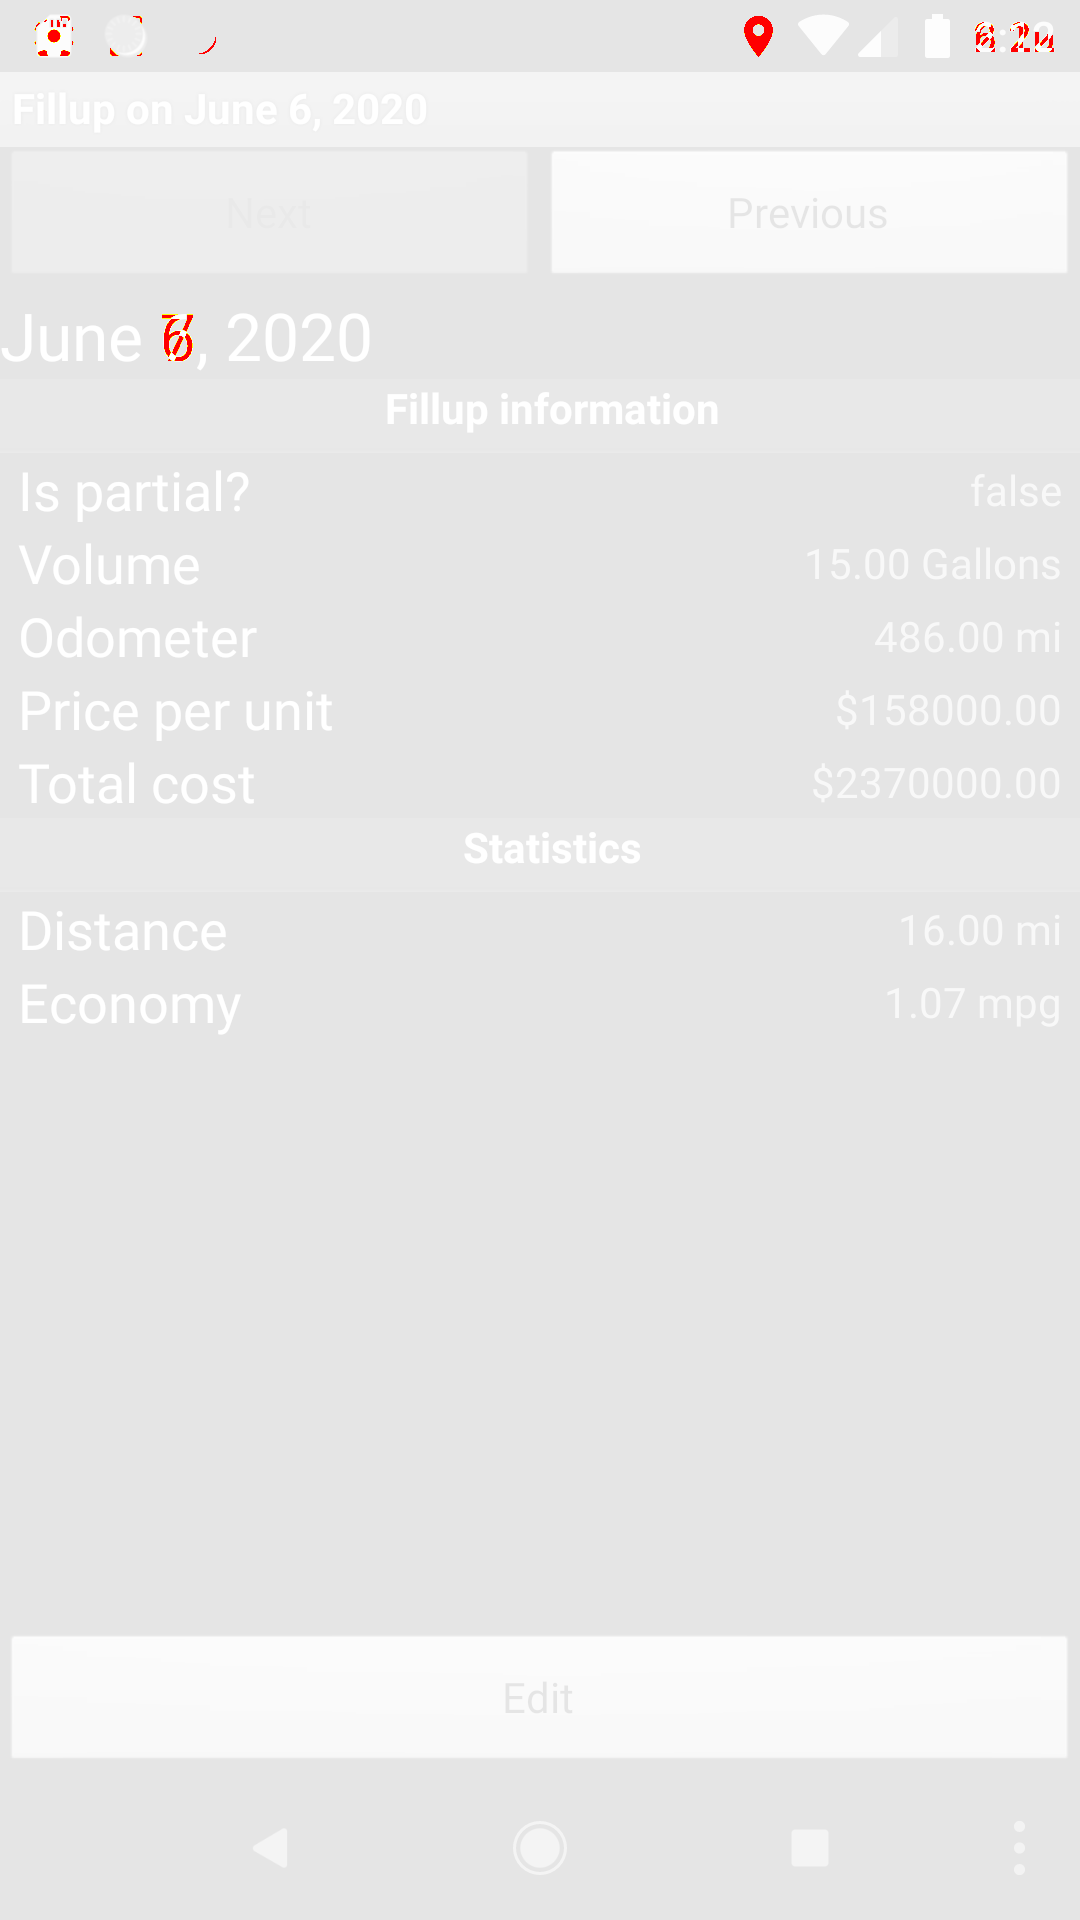 Fillup on June 6, 2020
Next
Previous
June , 2020
Fillup information
Is partial?
false
Volume
15.00 Gallons
Odometer
486.00 mi
Price per unit
$158000.00
Total cost
$2370000.00
Statistics
Distance
16.00 mi
Economy
1.07 mpg
Edit